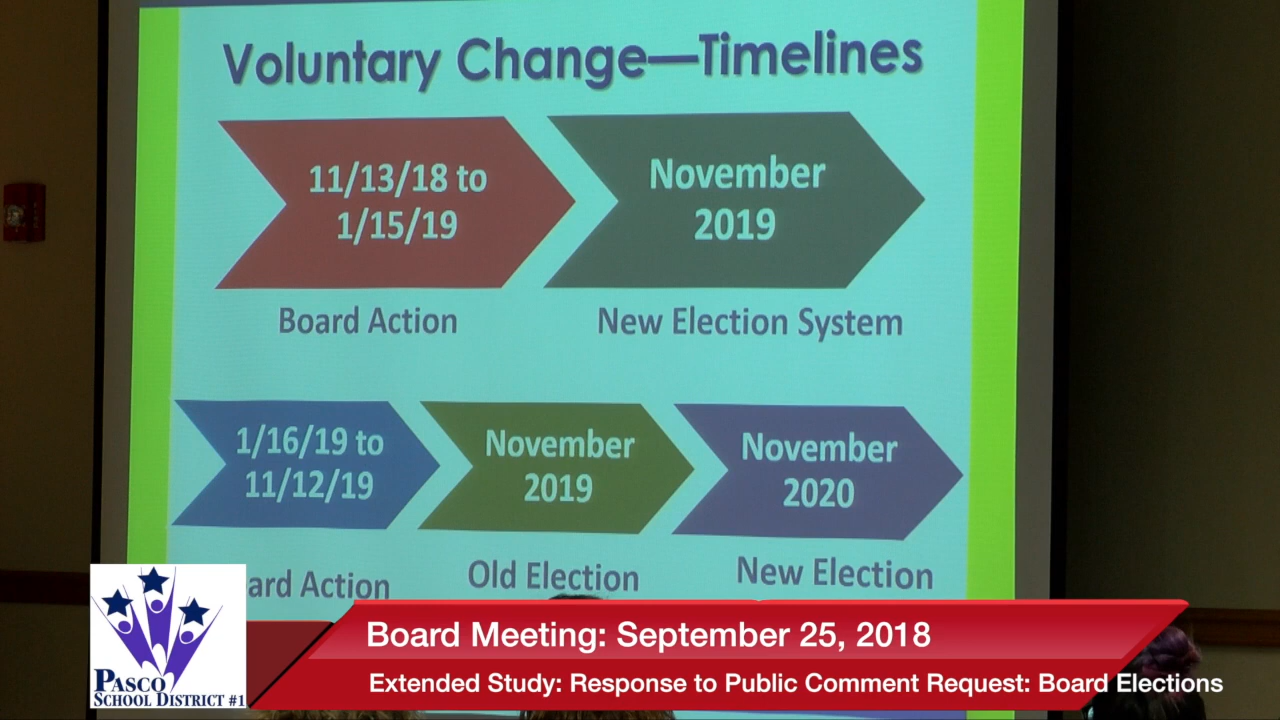 Voluntary Change—Timelines
11/13/18 to
1/15/19
November
2019
Board Action
New Election System
1/16/19 to
11/12/19
November
2019
November
2020
ard Action
Old Election
New Election
PASCO
SCHOOL DISTRICT #1
Board Meeting: September 25, 2018
Extended Study: Response to Public Comment Request: Board Elections